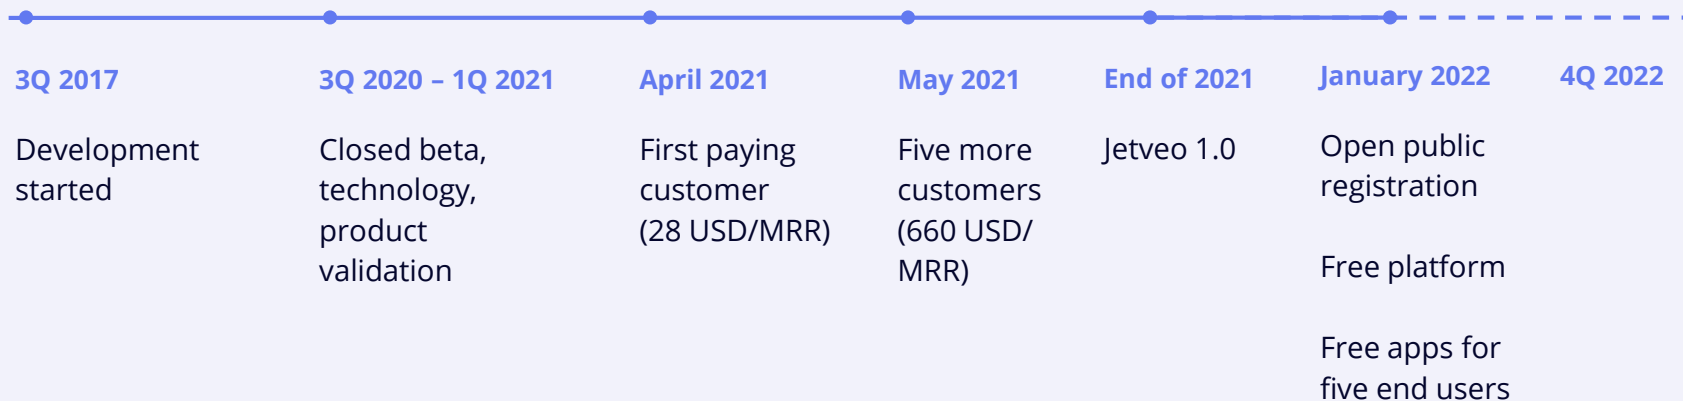 3Q 2017
Development
started
3Q 2020 – 1Q 2021
Closed beta,
technology,
product
validation
April 2021
First paying
customer
(28 USD/MRR)
May 2021
Five more
customers
(660 USD/
MRR)
End of 2021
Jetveo 1.0
January 2022
Open public
registration
Free platform
Free apps for
five end users
4Q 2022